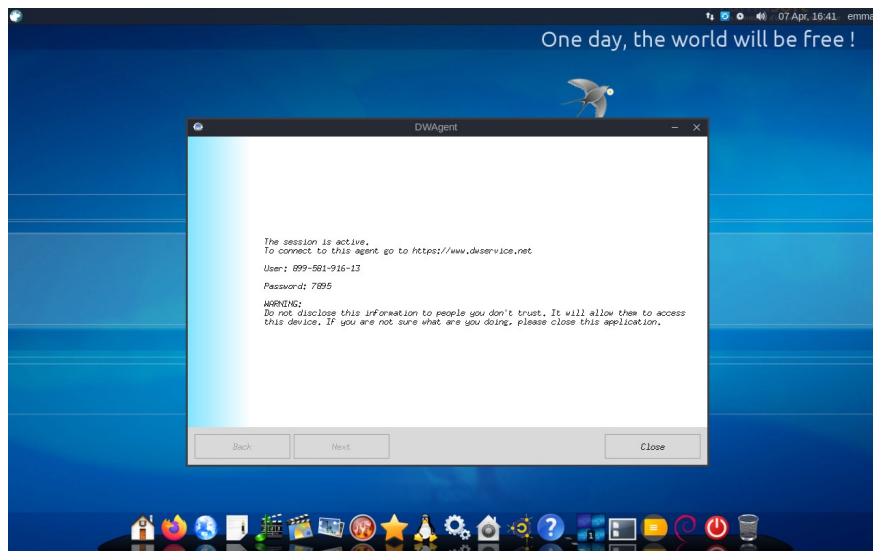 07 Apr, 16:41 emma
One day, the world will be free !
DWAgent
The session is active.
To connect to this agent go to https://www.dwservice.net
User: 899-581-916-13
Password: 7895
WARNING:
Do not disclose this information to people you don't trust. It will allow them to access
this device. If you are not sure what are you doing, please close this application.
Back Next Close
1